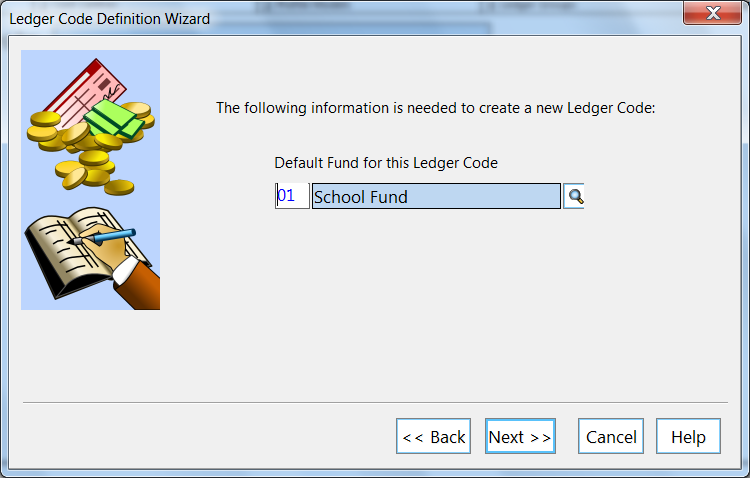 Ledger Code Definition Wizard
The following information is needed to create a new Ledger Code:
Default Fund for this Ledger Code
01 School Fund
<< Back Next >> Cancel Help